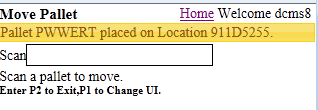 Move Pallet Home Welcome dcms8
Pallet PWWERT placed on Location 911D5255.
Scan
Scan a pallet to move.
Enter P2 to Exit,P1 to Change UI.